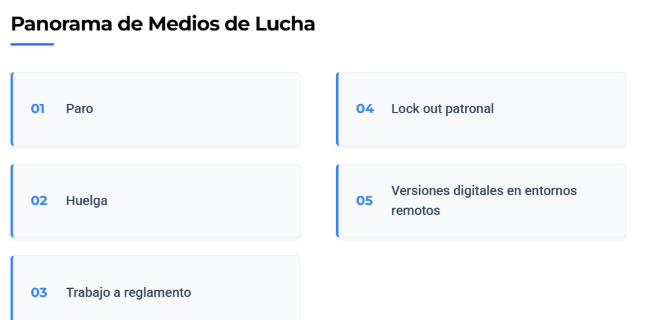 Panorama de Medios de Lucha
01 Paro
02 Huelga
03 Trabajo a reglamento
04 Lock out patronal
05 Versiones digitales en entornos
remotos